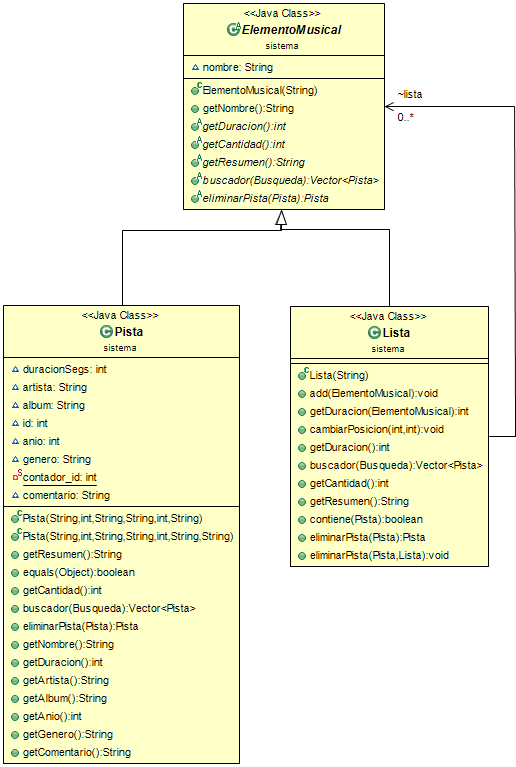 <<Java Class>>
ElementoMusical
sistema
nombre: String
ElementoMusical(String)
getNombre():String
getDuracion():int
getCantidad():int
getResumen():String
buscador(Busqueda):Vector<Pista>
eliminarPista(Pista):Pista
~lista
0..*
<<Java Class>>
Pista
sistema
duracionSegs: int
artista: String
album: String
id: int
anio: int
genero: String
contador_id: int
comentario: String
Pista(String,int,String,String,int,String)
Pista(String,int,String,String,int,String,String)
getResumen():String
equals(Object):boolean
getCantidad():int
buscador(Busqueda):Vector<Pista>
eliminarPista(Pista):Pista
getNombre():String
getDuracion():int
getArtista():String
getAlbum():String
getAnio():int
getGenero():String
getComentario():String
<<Java Class>>
Lista
sistema
Lista(String)
add(ElementoMusical):void
getDuracion(ElementoMusical):int
cambiarPosicion(int,int):void
getDuracion():int
buscador(Busqueda):Vector<Pista>
getCantidad():int
getResumen():String
contiene(Pista):boolean
eliminarPista(Pista):Pista
eliminarPista(Pista,Lista):void